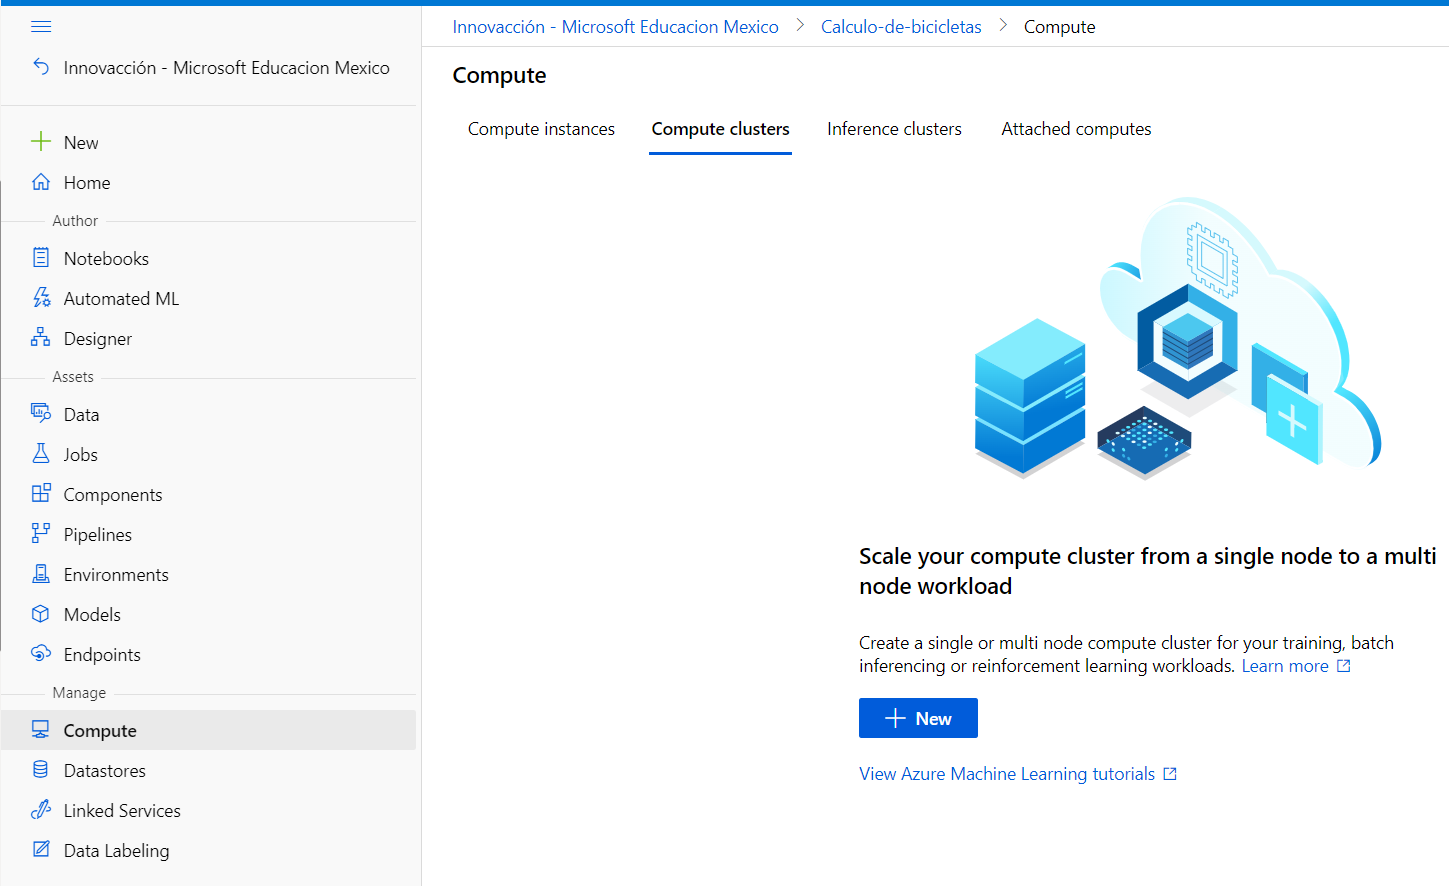 Innovacción - Microsoft Educacion Mexico
New
Home
Author
Notebooks
Automated ML
Designer
Assets
Data
Jobs
Components
Pipelines
Environments
Models
Endpoints
Manage
Compute
Datastores
Linked Services
Data Labeling
Innovacción - Microsoft Educacion Mexico > Calculo-de-bicicletas > Compute
Compute
Compute instances Compute clusters Inference clusters Attached computes
Scale your compute cluster from a single node to a multi
node workload
Create a single or multi node compute cluster for your training, batch
inferencing or reinforcement learning workloads. Learn more
New
View Azure Machine Learning tutorials